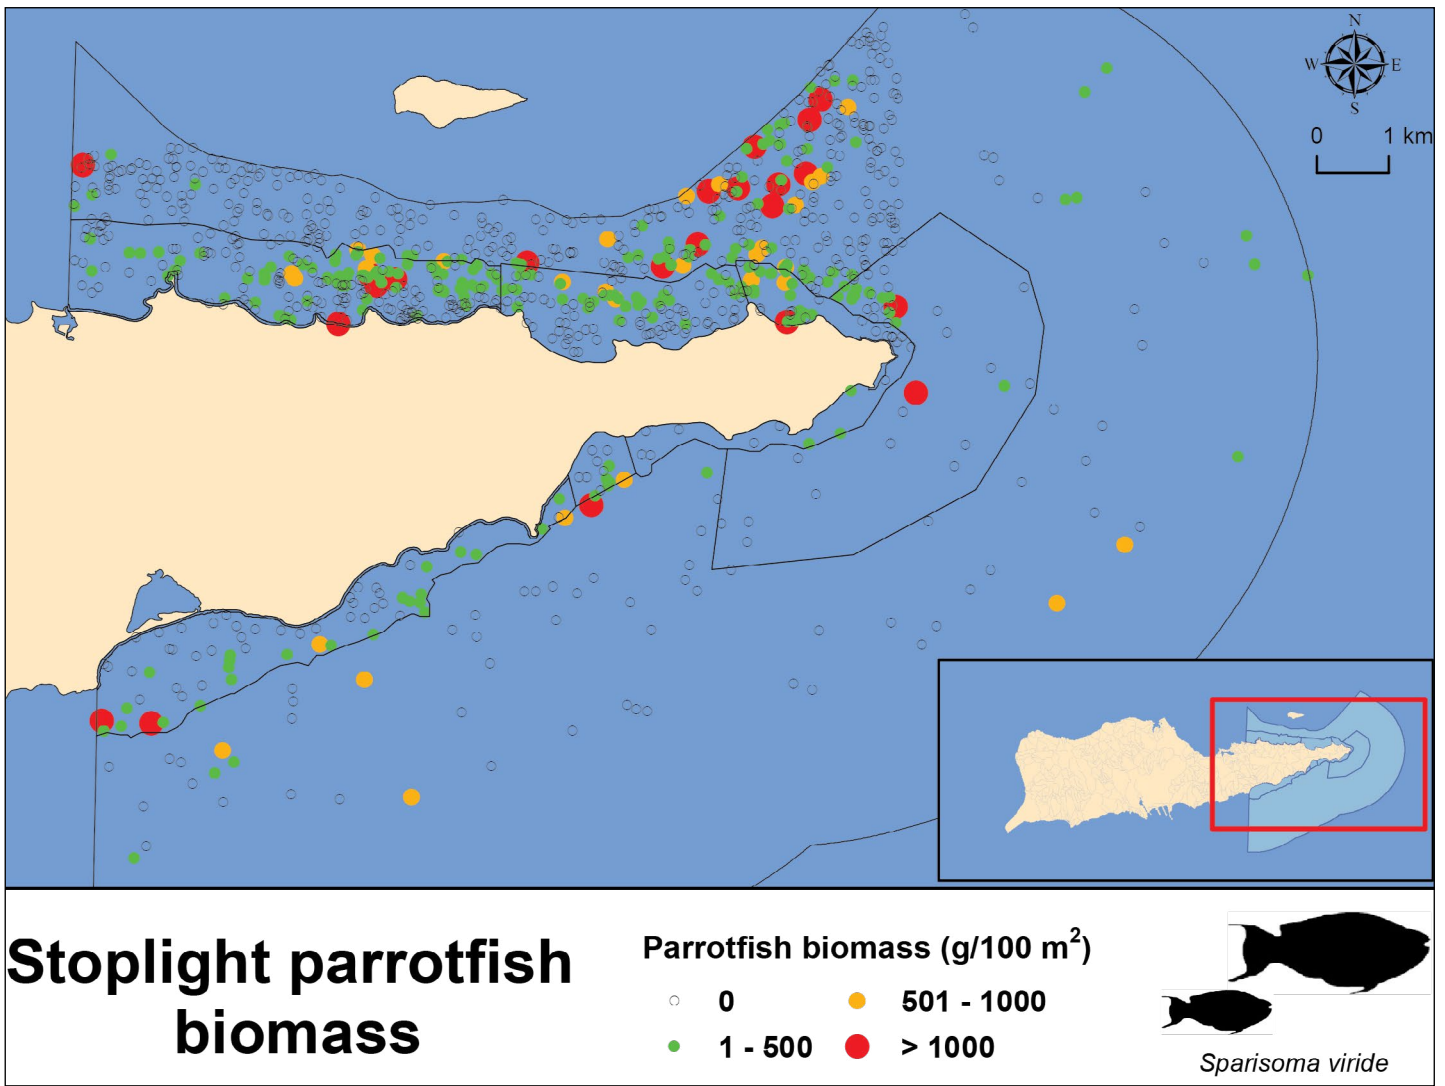 N
W E
S
0 1 km
Stoplight parrotfish
biomass
Parrotfish biomass (g/100 m²)
0
501 - 1000
1 - 500
> 1000
Sparisoma viride